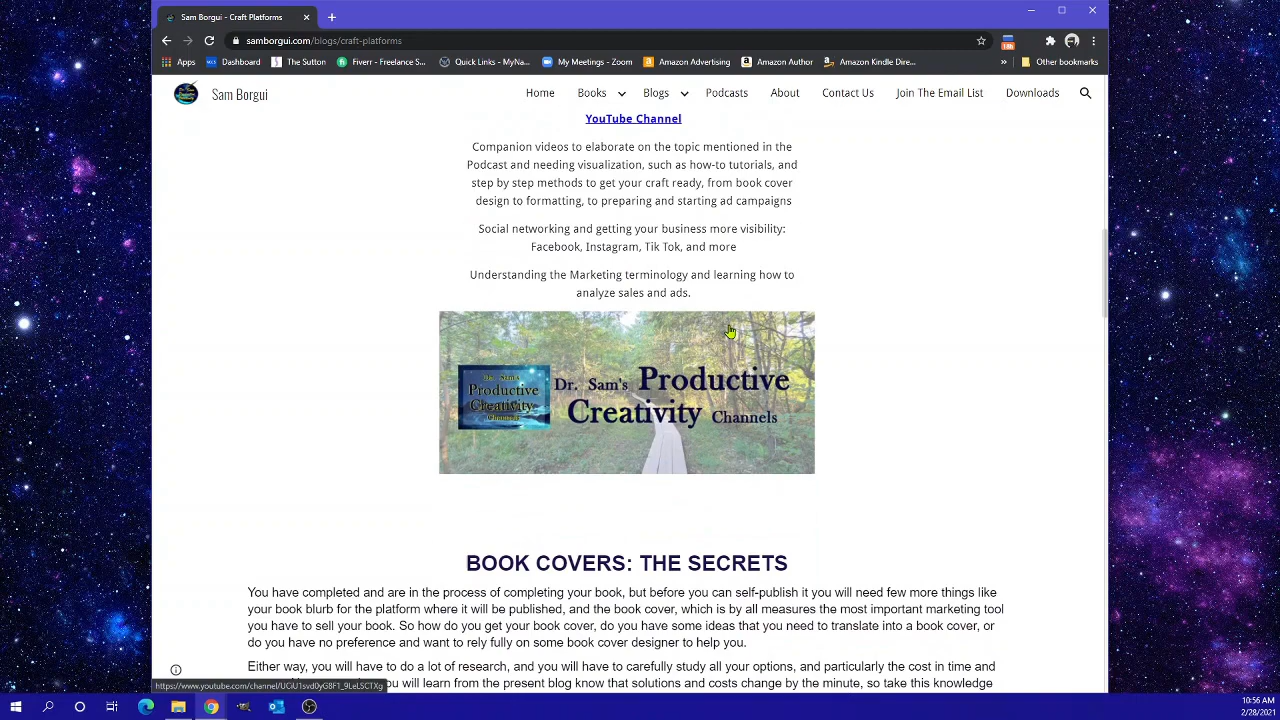 Sam Borgui - Craft Platforms
samborgui.com/blogs/craft-platforms
18h
Apps Dashboard The Sutton Fiverr - Freelance S... Quick Links - MyNa... My Meetings - Zoom Amazon Advertising Amazon Author Amazon Kindle Dire... » Other bookmarks
Sam Borgui Home Books Blogs Podcasts About Contact Us Join The Email List Downloads
YouTube Channel
Companion videos to elaborate on the topic mentioned in the
Podcast and needing visualization, such as how-to tutorials, and
step by step methods to get your craft ready, from book cover
design to formatting, to preparing and starting ad campaigns
Social networking and getting your business more visibility:
Facebook, Instagram, Tik Tok, and more
Understanding the Marketing terminology and learning how to
analyze sales and ads.
Dr. Sam's
Productive
Creativity
Channels
Dr. Sam's Productive
Creativity Channels
BOOK COVERS: THE SECRETS
You have completed and are in the process of completing your book, but before you can self-publish it you will need few more things like
your book blurb for the platform where it will be published, and the book cover, which is by all measures the most important marketing tool
you have to sell your book. So how do you get your book cover, do you have some ideas that you need to translate into a book cover, or
do you have no preference and want to rely fully on some book cover designer to help you.
Either way, you will have to do a lot of research, and you will have to carefully study all your options, and particularly the cost in time and
you will learn from the present blog know that solutions and costs change by the minute, so take this knowledge
10:56 AM
2/28/2021